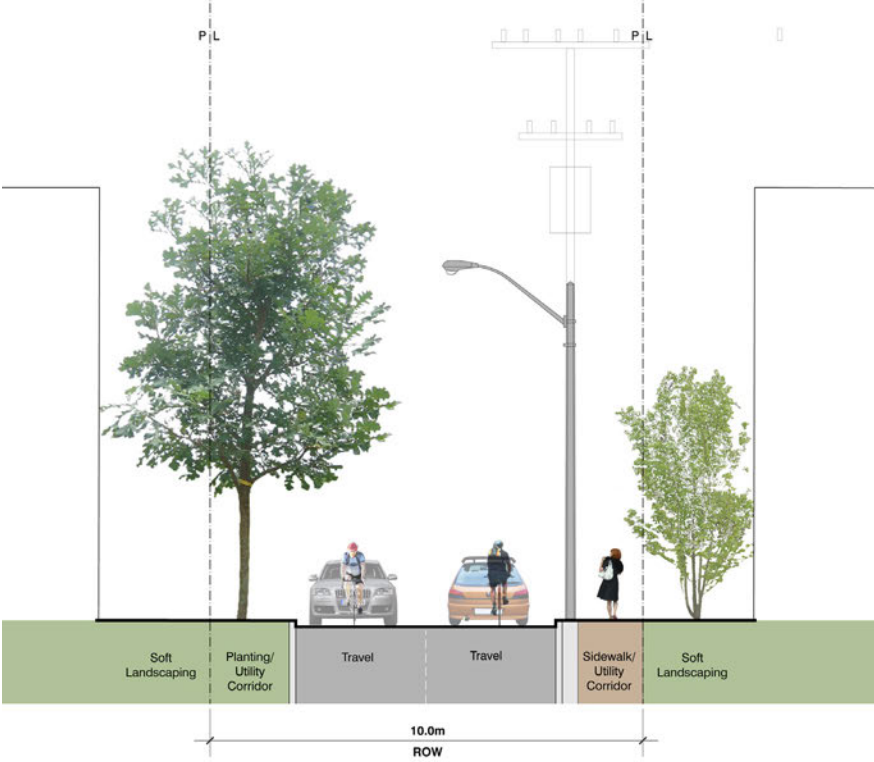 P L
P L
Soft
Landscaping
Planting/
Utility
Corridor
Travel
Travel
Sidewalk/
Utility
Corridor
Soft
Landscaping
10.0m
ROW